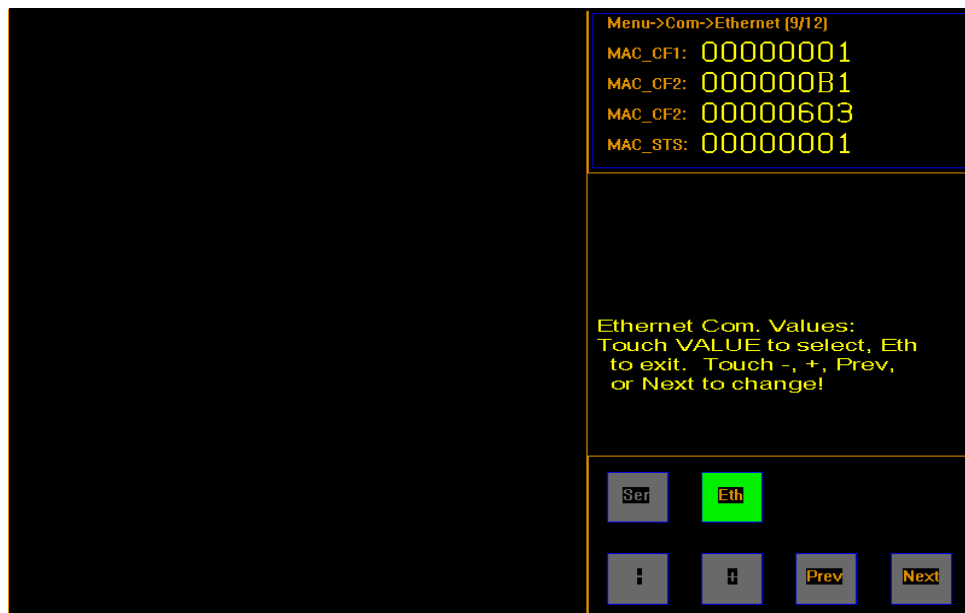 Menu->Com->Ethernet (9/12)
MAC_CF1: 00000001
MAC_CF2: 000000B1
MAC_CF2: 00000603
MAC_STS: 00000001
Ethernet Com. Values:
Touch VALUE to select, Eth
to exit. Touch -, +, Prev,
or Next to change!
Ser Eth
- + Prev Next